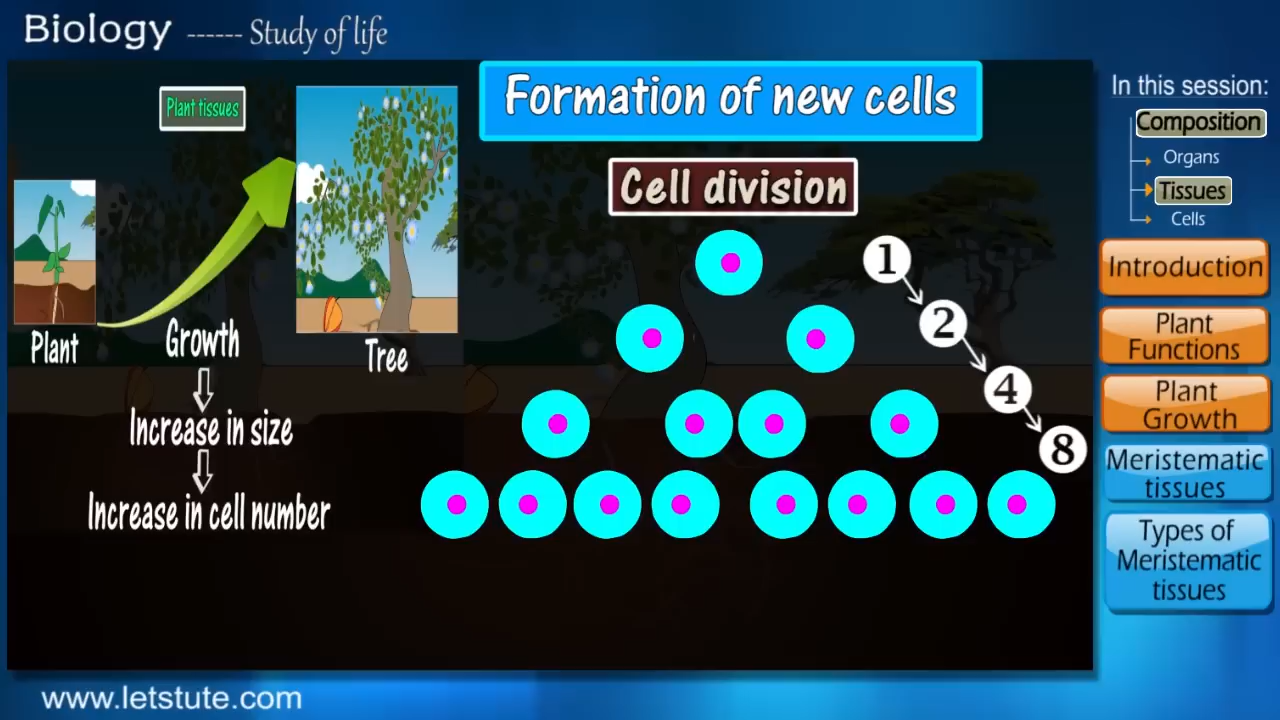 Biology ------ Study of life
Plant tissues
Formation of new cells
Cell division
Plant
Growth
Tree
Increase in size
Increase in cell number
1
2
4
8
In this session:
Composition
Organs
Tissues
Cells
Introduction
Plant
Functions
Plant
Growth
Meristematic
tissues
Types of
Meristematic
tissues
www.letstute.com